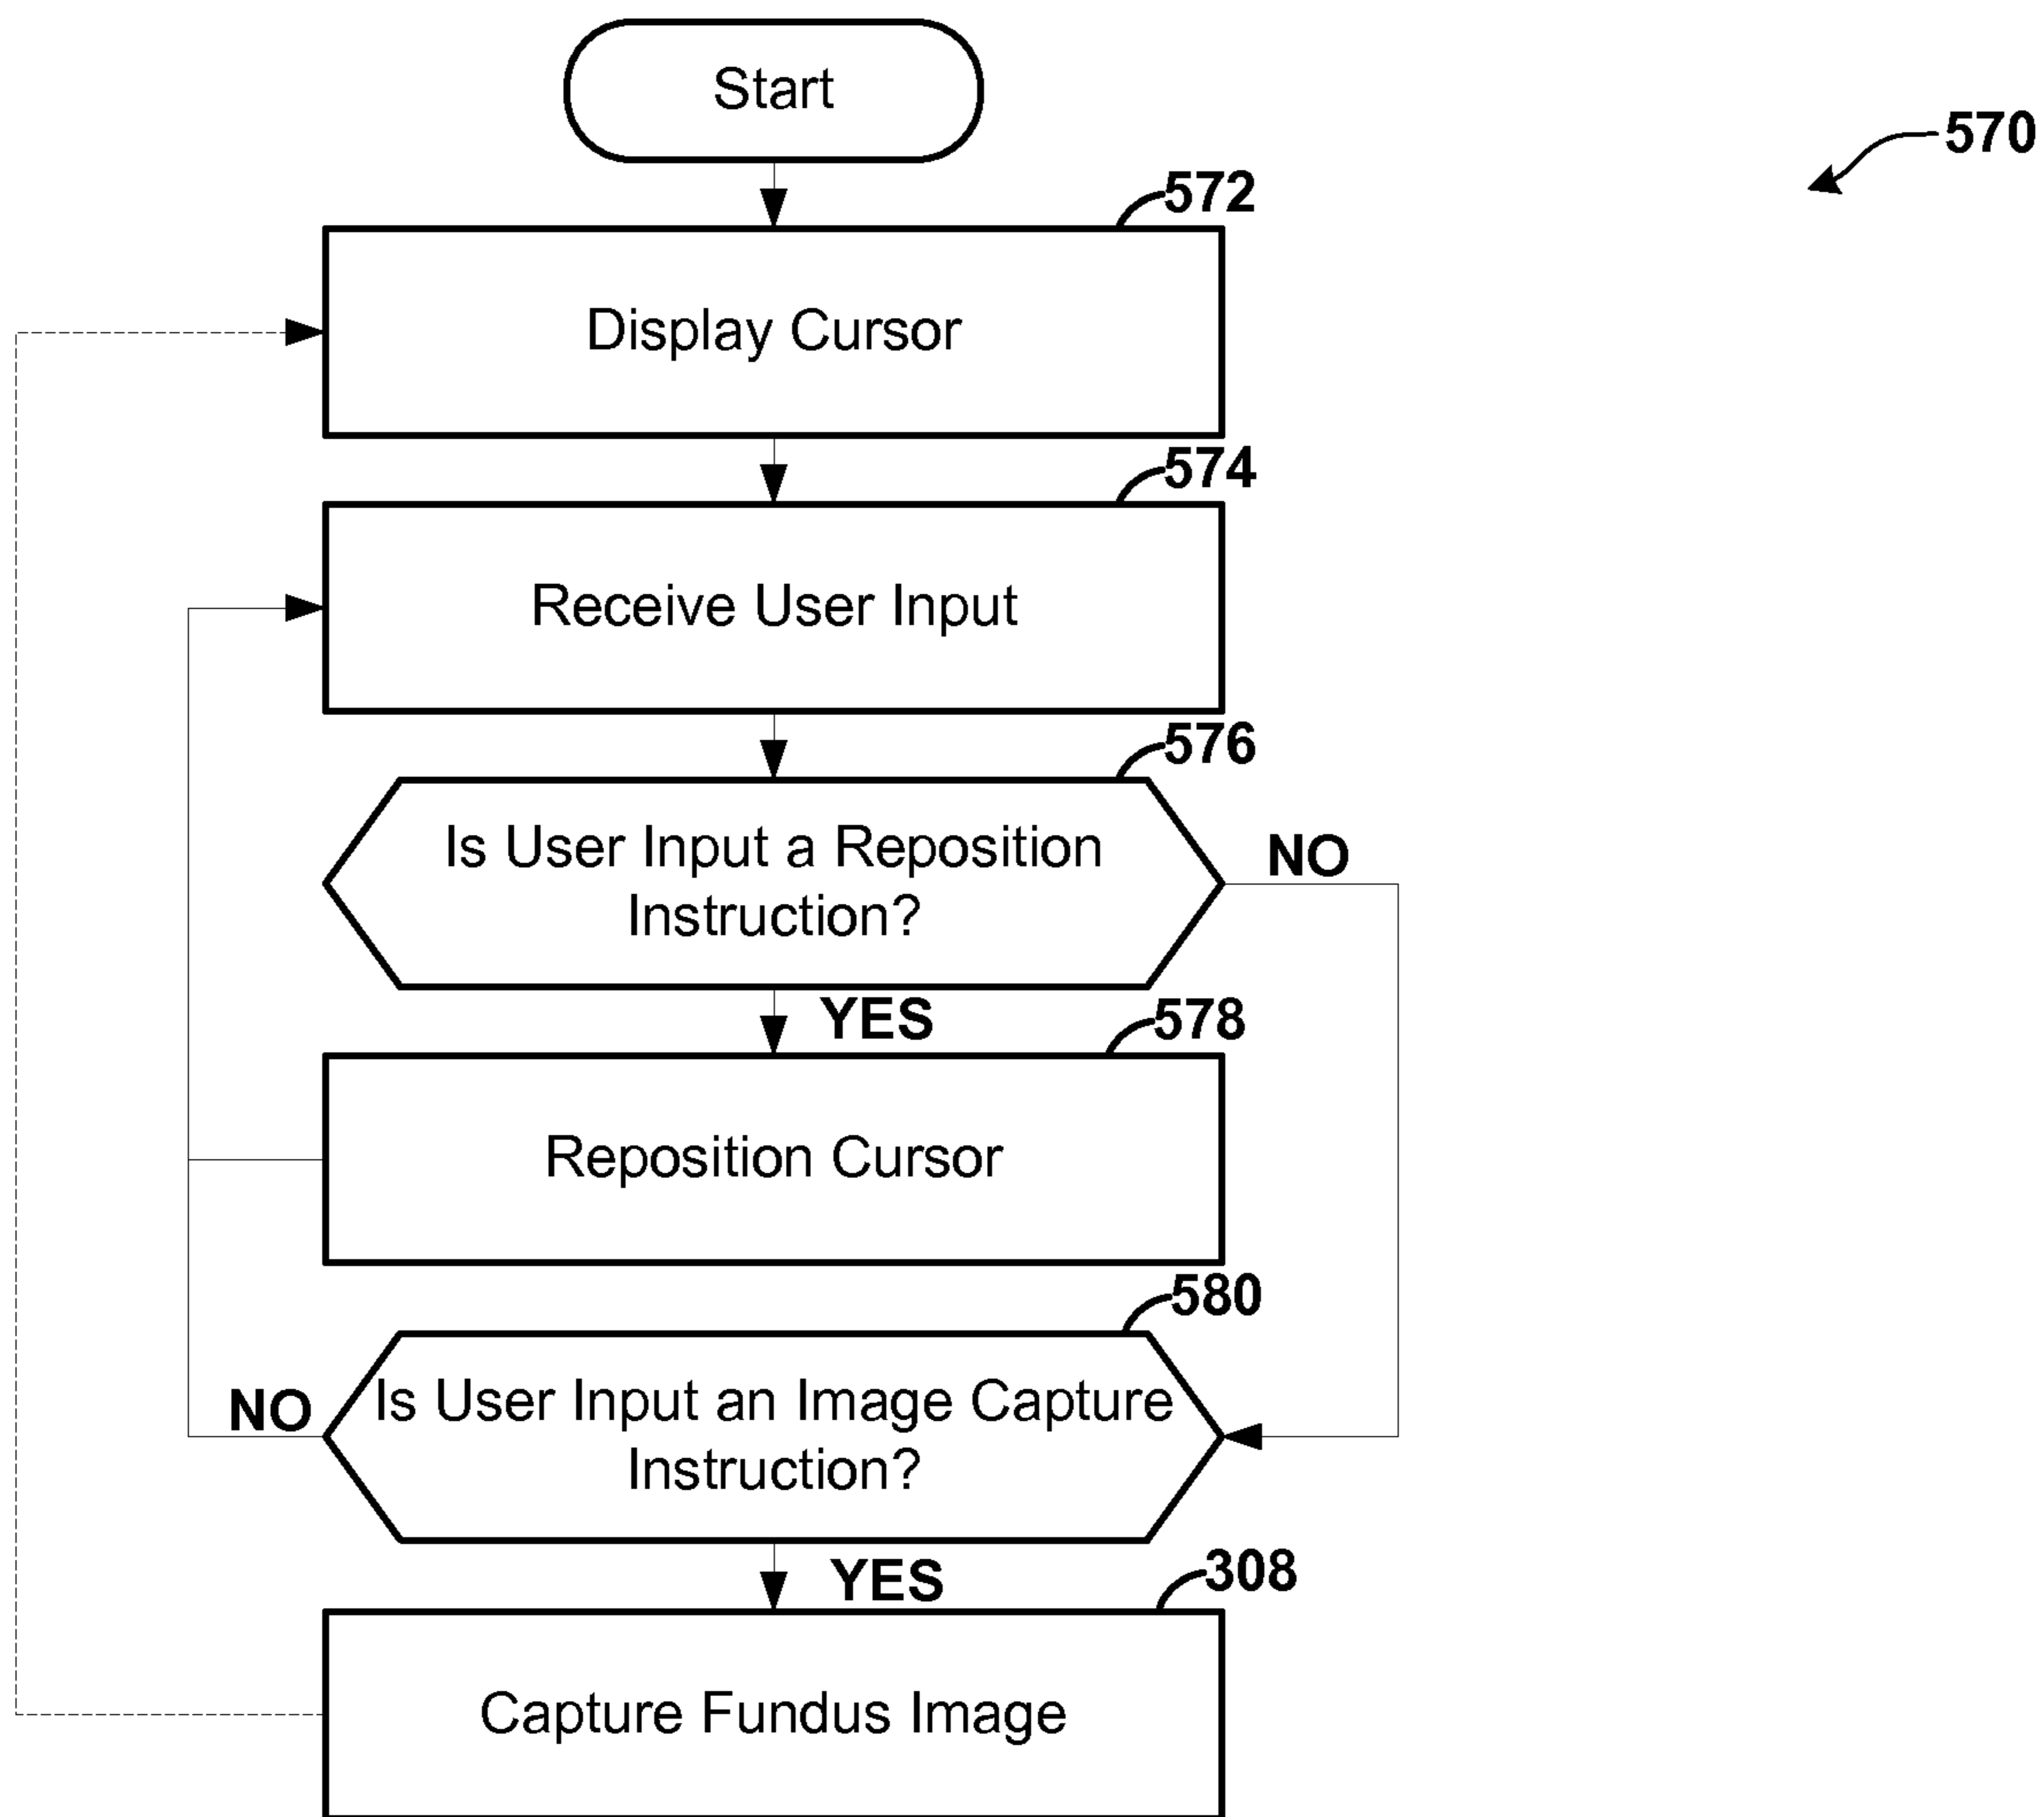 Start
570
572
Display Cursor
574
Receive User Input
576
Is User Input a Reposition
Instruction?
NO
YES
578
Reposition Cursor
580
NO
Is User Input an Image Capture
Instruction?
YES
308
Capture Fundus Image